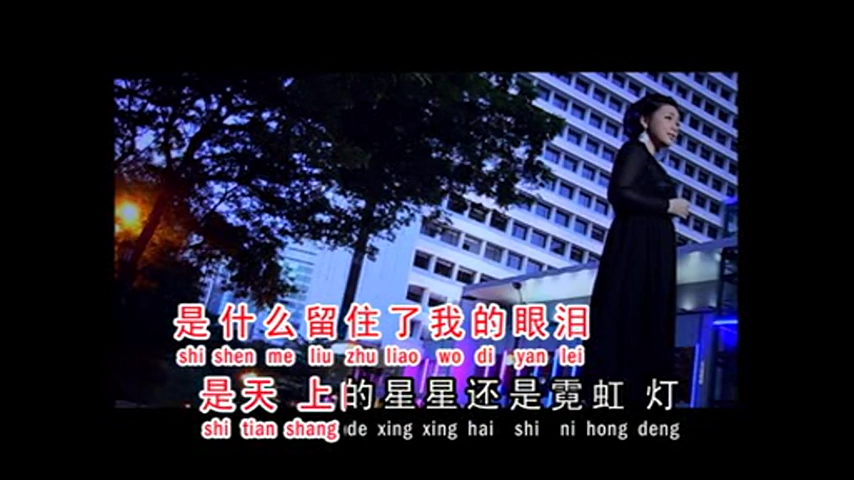 是什么留住了我的眼泪
shi shen me liu zhu liao wo di yan lei
是天上的星星还是霓虹灯
shi tian shang de xing xing hai shi ni hong deng